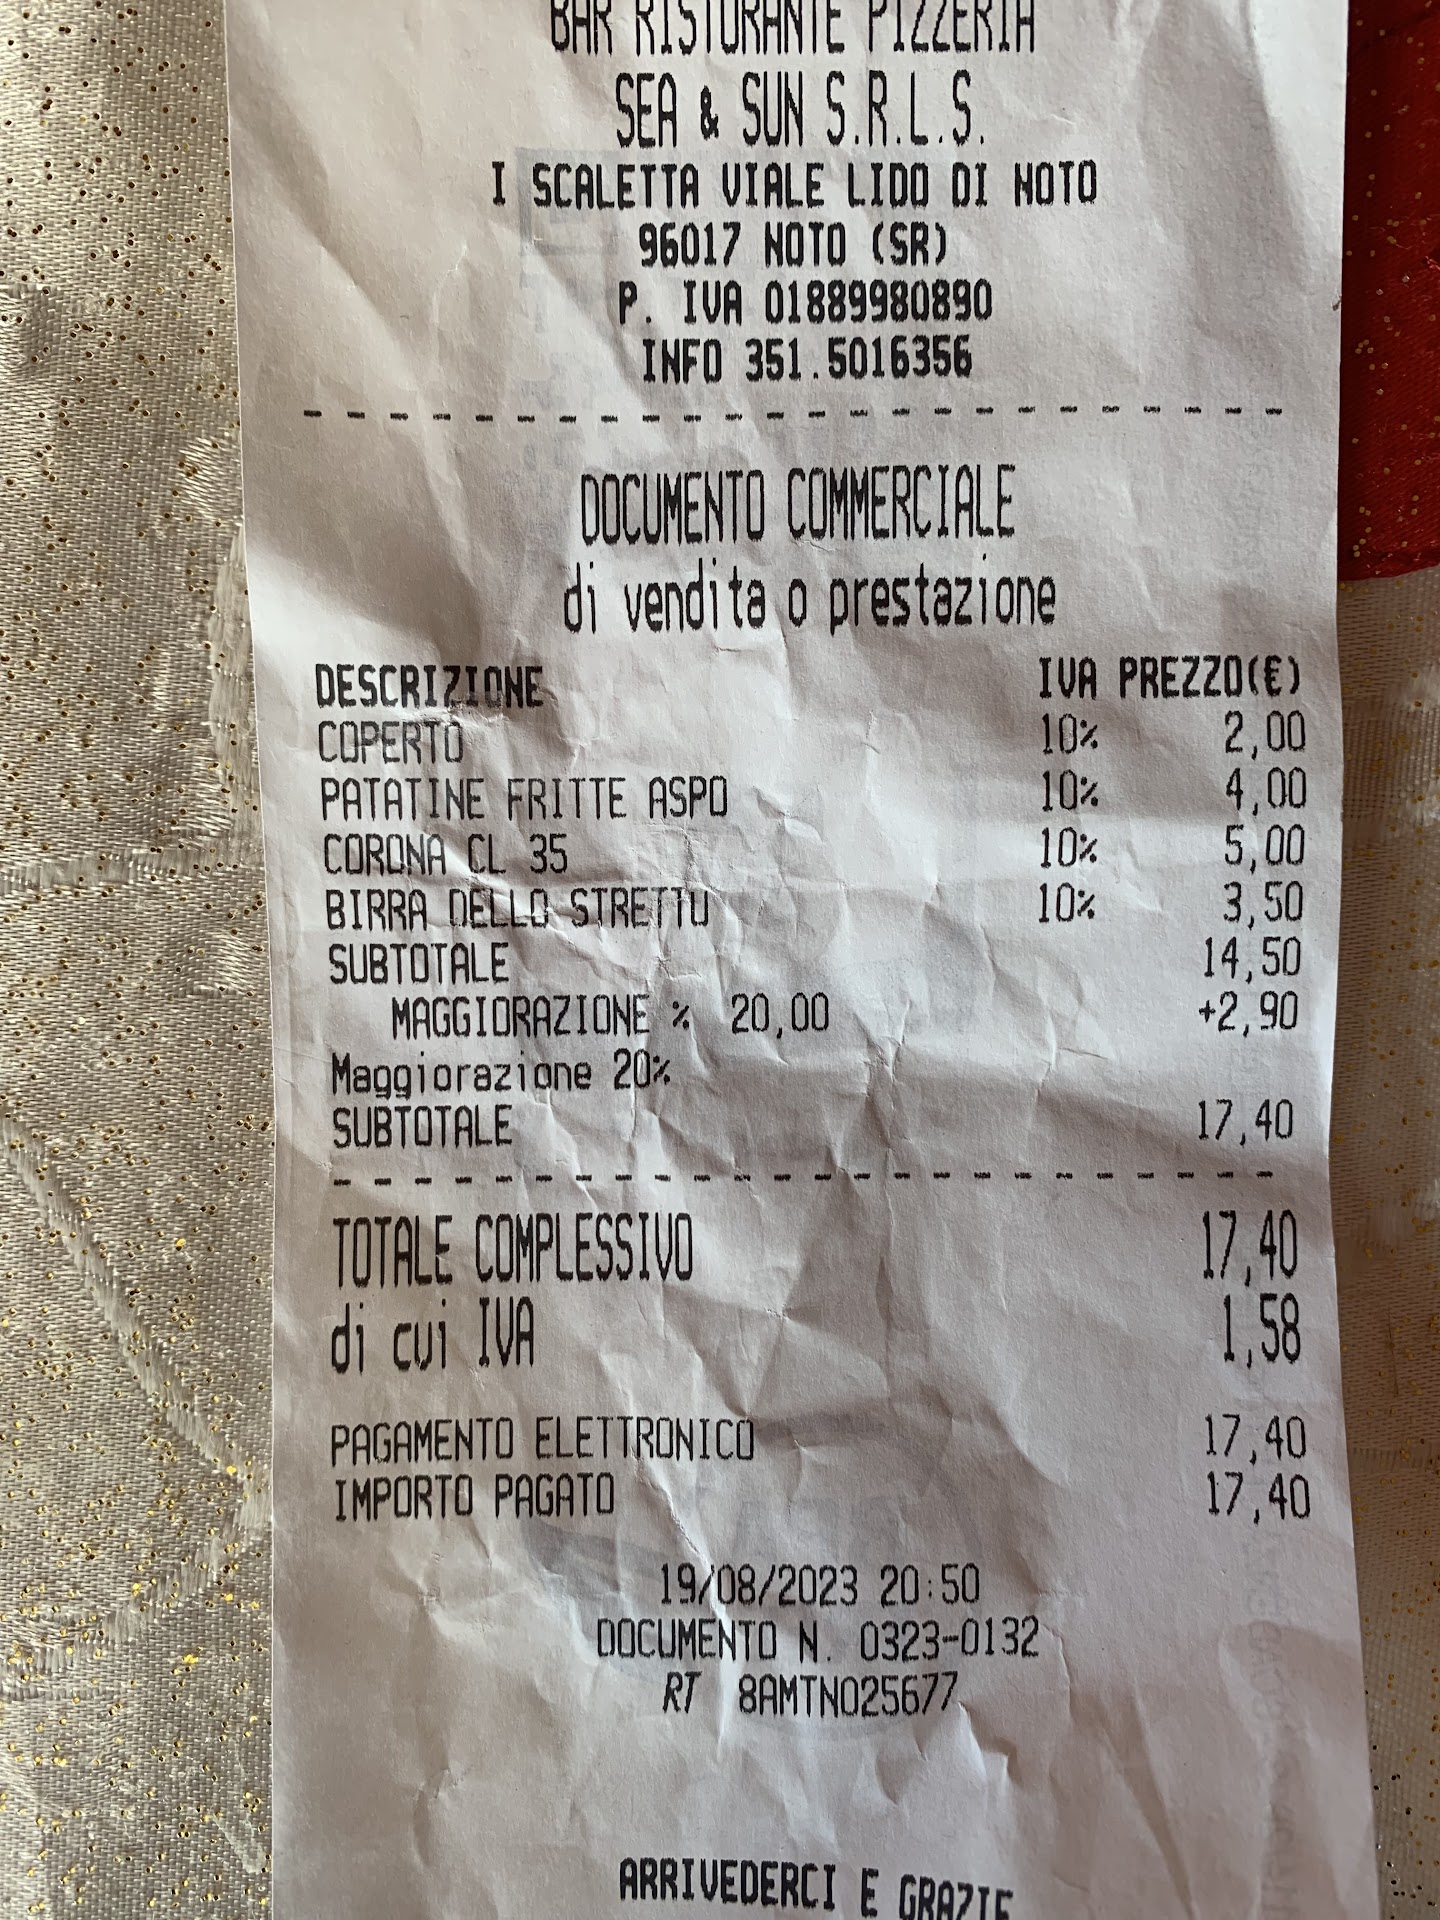 BAR RISTORANTE PIZZERIA
SEA & SUN S.R.L.S.
I SCALETTA VIALE LIDO DI NOTO
96017 NOTO (SR)
P. IVA 01889980890
INFO 351.5016356
DOCUMENTO COMMERCIALE
di vendita o prestazione
DESCRIZIONE IVA PREZZO(€)
COPERTO 10% 2,00
PATATINE FRITTE ASPO 10% 4,00
CORONA CL 35 10% 5,00
BIRRA DELLO STRETTO 10% 3,50
SUBTOTALE 14,50
MAGGIORAZIONE % 20,00 +2,90
Maggiorazione 20%
SUBTOTALE 17,40
TOTALE COMPLESSIVO 17,40
di cui IVA 1,58
PAGAMENTO ELETTRONICO 17,40
IMPORTO PAGATO 17,40
19/08/2023 20:50
DOCUMENTO N. 0323-0132
RT 8AMTN025677
ARRIVEDERCI E GRAZIE